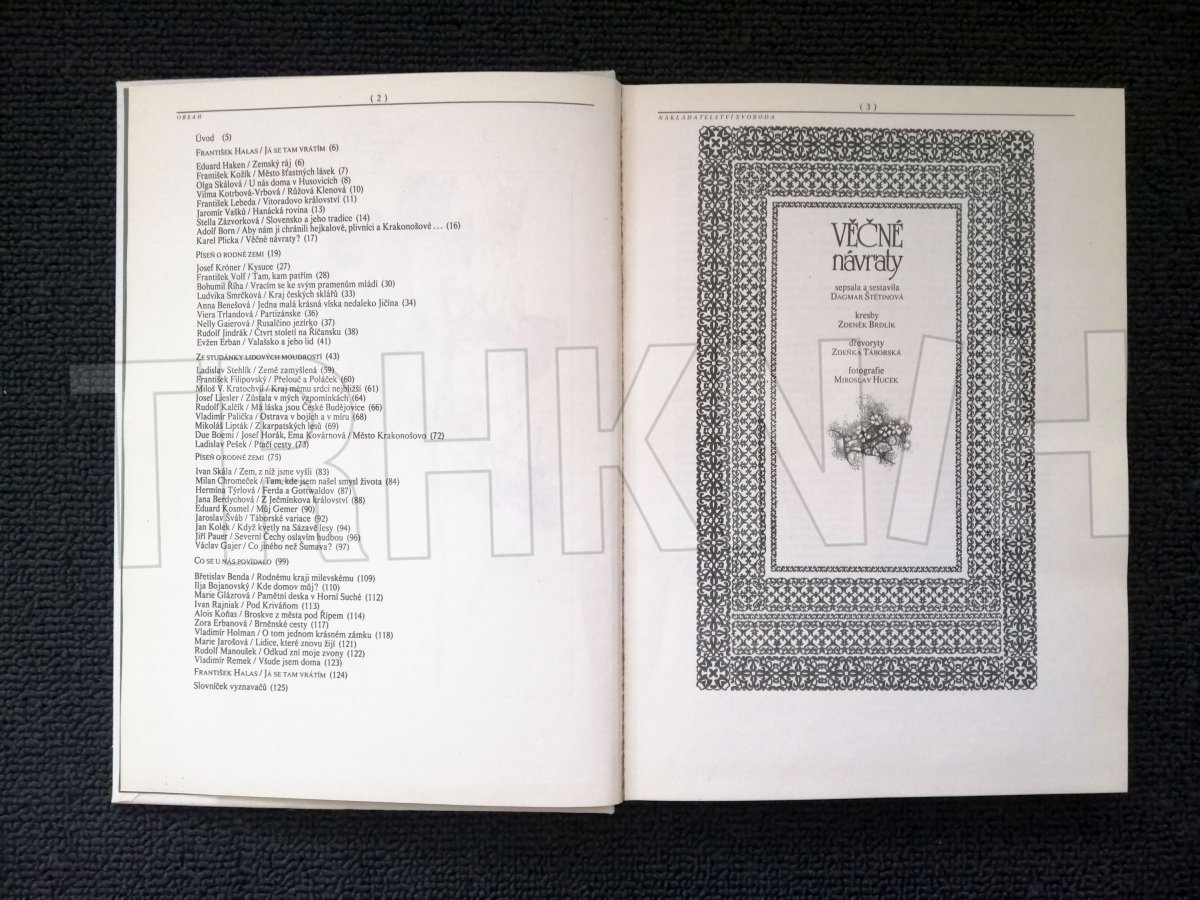 ( 2 )
OBSAH
Úvod (5)
FRANTIŠEK HALAS / JÁ SE TAM VRÁTÍM (6)
Eduard Haken / Zemský ráj (6)
František Kožík / Město šťastných lásek (7)
Olga Skálová / U nás doma v Husovicích (8)
Vilma Kotrbová-Vrbová / Růžová Klenová (10)
František Lebeda / Vitoradovo království (11)
Jaromír Vašků / Hanácká rovina (13)
Stella Zázvorková / Slovensko a jeho tradice (14)
Adolf Born / Aby nám ji chránili hejkalové, plivníci a Krakonošové ... (16)
Karel Plicka / Věčné návraty? (17)
PÍSEŇ O RODNÉ ZEMI (19)
Josef Króner / Kysuce (27)
František Volf / Tam, kam patřím (28)
Bohumil Říha / Vracím se ke svým pramenům mládí (30)
Ludvika Smrčková / Kraj českých sklářů (33)
Anna Benešová / Jedna malá krásná víska nedaleko Jičína (34)
Viera Trlandová / Partizánske (36)
Nelly Gaierová / Rusalčino jezírko (37)
Rudolf Jindrák / Čtvrt století na Říčansku (38)
Evžen Erban / Valašsko a jeho lid (41)
ZE STUDÁNKY LIDOVÝCH MOUDROSTÍ (43)
Ladislav Stehlík / Země zamyšlená (59)
František Filipovský / Přelouč a Poláček (60)
Miloš V. Kratochvíl / Kraj mému srdci nejbližší (61)
Josef Liesler / Zůstala v mých vzpomínkách (64)
Rudolf Kalčík / Má láska jsou České Budějovice (66)
Vladimír Palička / Ostrava v bojích a v míru (68)
Mikoláš Lipták / Z karpatských lesů (69)
Due Boemi / Josef Horák, Ema Kovárnová / Město Krakonošovo (72)
Ladislav Pešek / Ptačí cesty (73)
PÍSEŇ O RODNÉ ZEMI (75)
Ivan Skála / Zem, z níž jsme vyšli (83)
Milan Chromeček / Tam, kde jsem našel smysl života (84)
Hermína Týrlová / Ferda a Gottwaldov (87)
Jana Berdychová / Z Ječmínkova království (88)
Eduard Kosmel / Můj Gemer (90)
Jaroslav Šváb / Táborské variace (92)
Jan Kolek / Když kvetly na Sázavě lesy (94)
Jiří Pauer / Severní Čechy oslavím hudbou (96)
Václav Gajer / Co jiného než Šumava? (97)
CO SE U NÁS POVÍDALO (99)
Břetislav Benda / Rodnému kraji milevskému (109)
Ilja Bojanovský / Kde domov můj? (110)
Marie Glázrová / Pamětní deska v Horní Suché (112)
Ivan Rajniak / Pod Kriváňom (113)
Alois Koňas / Broskve z města pod Řípem (114)
Zora Erbanová / Brněnské cesty (117)
Vladimír Holman / O tom jednom krásném zámku (118)
Marie Jarošová / Lidice, které znovu žijí (121)
Rudolf Manoušek / Odkud zní moje zvony (122)
Vladimír Remek / Všude jsem doma (123)
FRANTIŠEK HALAS / JÁ SE TAM VRÁTÍM (124)
Slovníček vyznavačů (125)
( 3 )
NAKLADATELSTVÍ SVOBODA
VĚČNÉ
návraty
sepsala a sestavila
DAGMAR ŠTĚTINOVÁ
kresby
ZDENĚK BRDLÍK
dřevoryty
ZDEŇKA TÁBORSKÁ
fotografie
MIROSLAV HUCEK
TRHKNIH